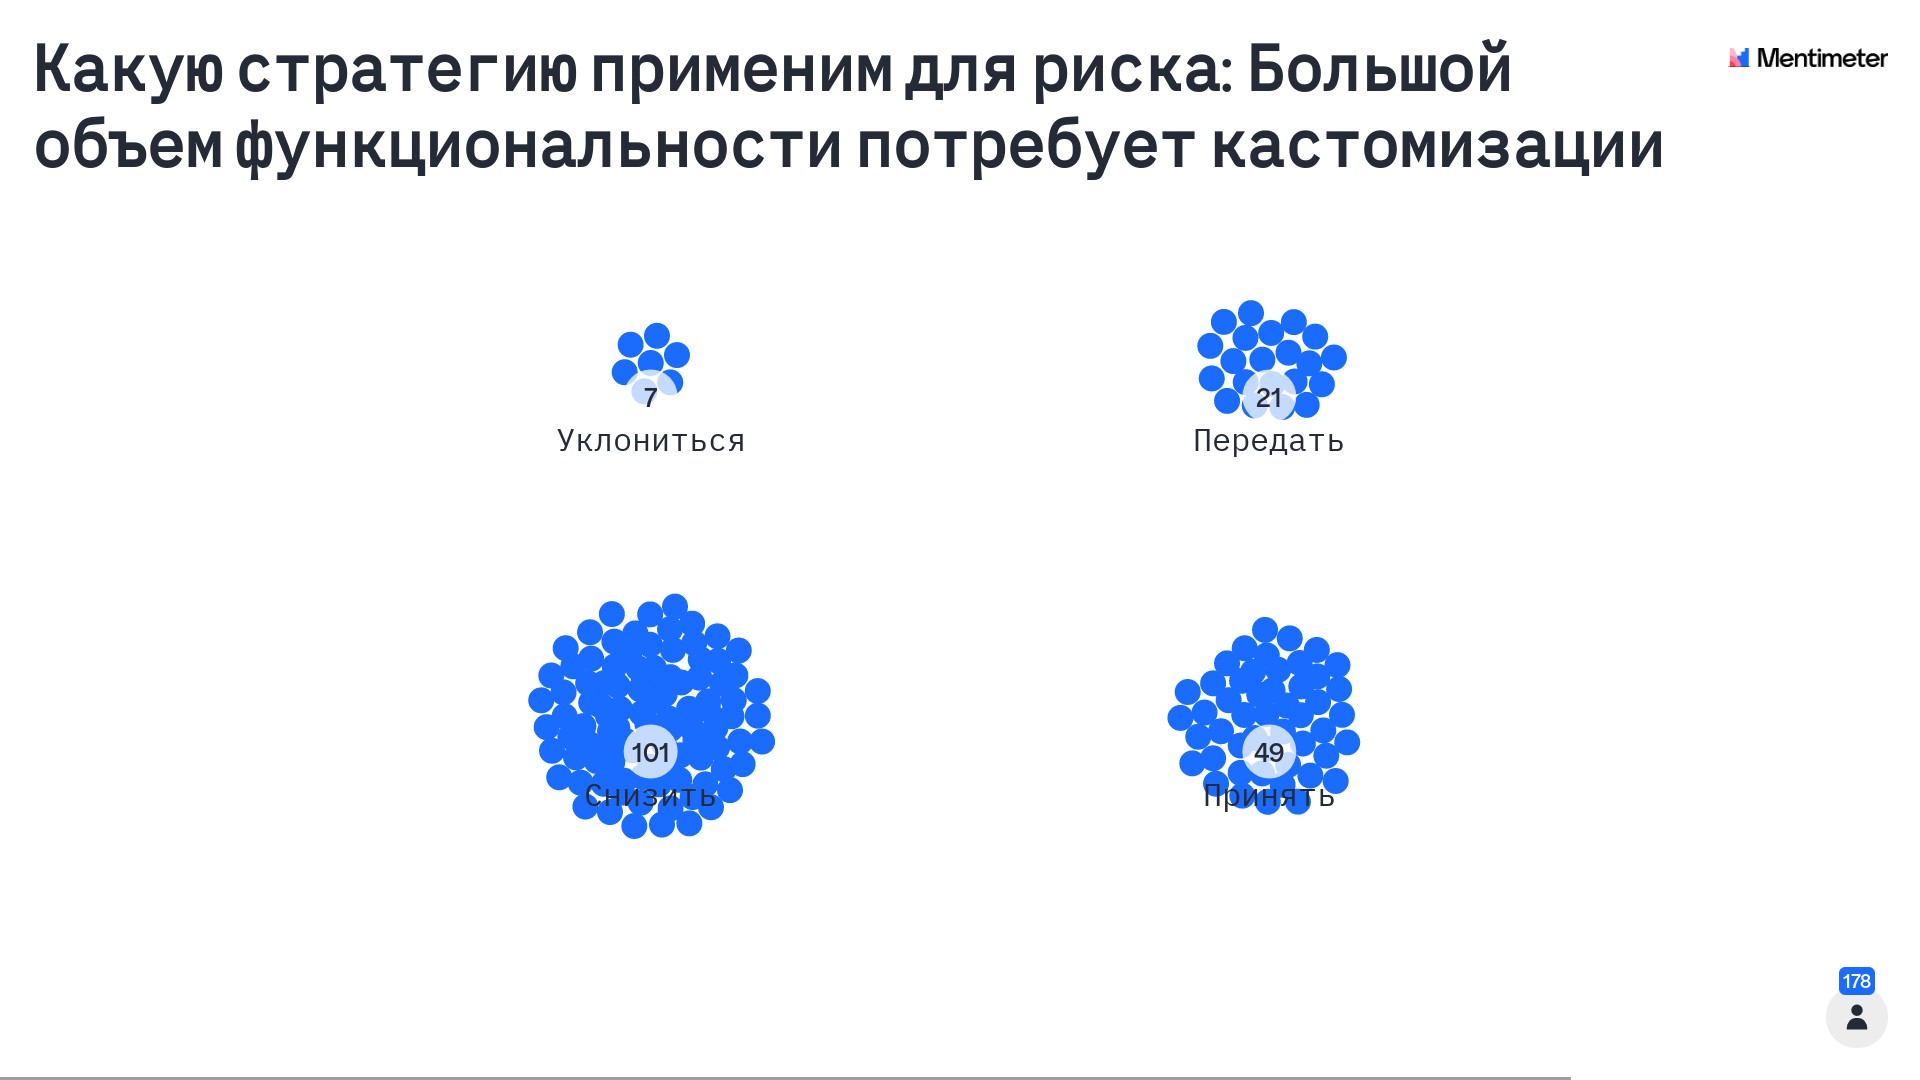 Какую стратегию применим для риска: Большой
объем функциональности потребует кастомизации
Mentimeter
7
Уклониться
21
Передать
101
Снизить
49
Принять
178